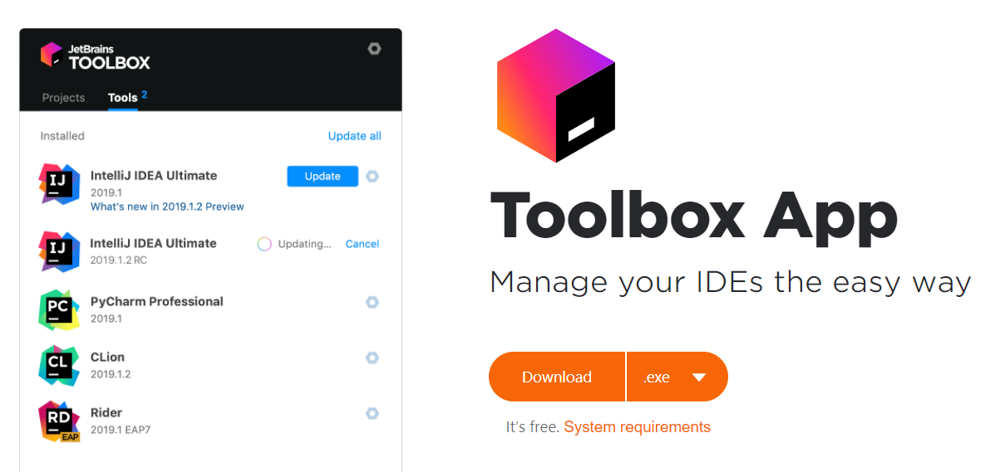 JetBrains
TOOLBOX
Projects Tools 2
Installed Update all
IJ
IntelliJ IDEA Ultimate Update
2019.1
What's new in 2019.1.2 Preview
IJ
IntelliJ IDEA Ultimate Updating... Cancel
2019.1.2 RC
PC
PyCharm Professional
2019.1
CL
CLion
2019.1.2
RD
EAP
Rider
2019.1 EAP7
Toolbox App
Manage your IDEs the easy way
Download .exe
It's free. System requirements